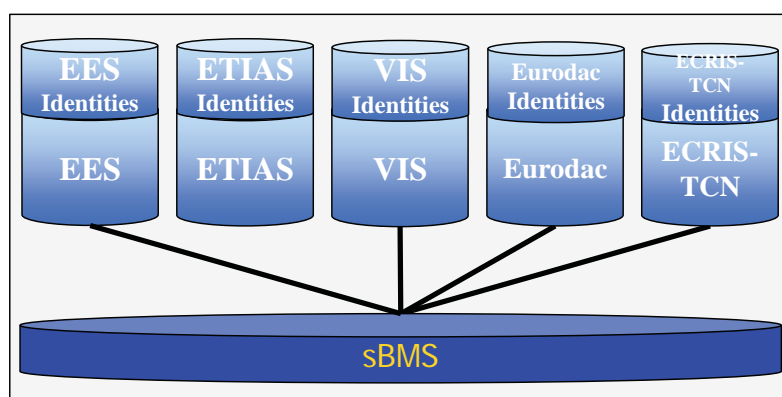 EES
Identities
ETIAS
Identities
VIS
Identities
Eurodac
Identities
ECRIS-
TCN
Identities
EES
ETIAS
VIS
Eurodac
ECRIS-
TCN
sBMS